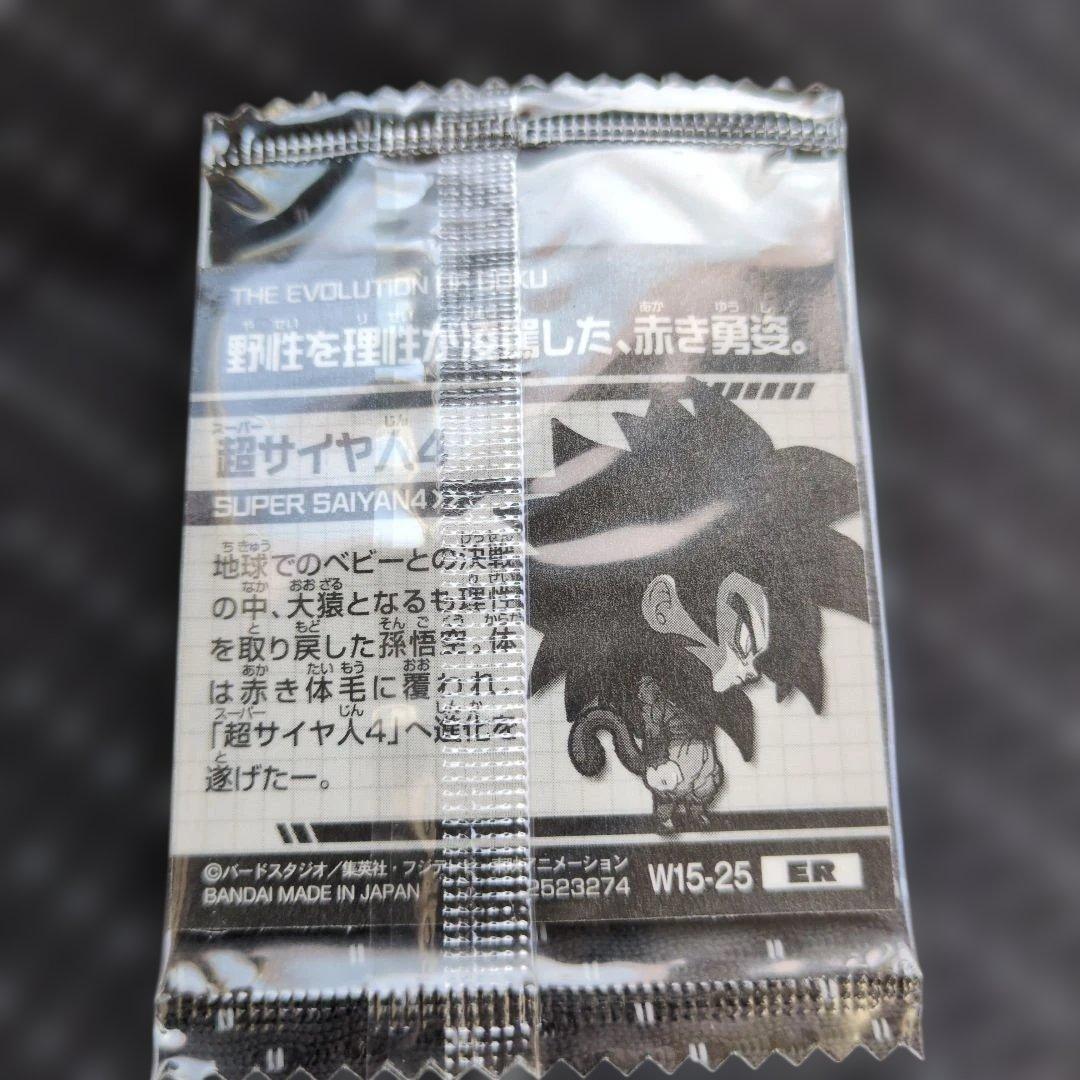 THE EVOLUTION OF GOKU
野性を理性が凌駕した、赤き勇姿。
超サイヤ人4
SUPER SAIYAN4
地球でのベビーとの決戦
の中、大猿となるも理性
を取り戻した孫悟空。体
は赤き体毛に覆われ、
「超サイヤ人4」へ進化を
遂げたー。
©バードスタジオ／集英社・フジテレビ・東映アニメーション
BANDAI MADE IN JAPAN 2523274 W15-25 ER